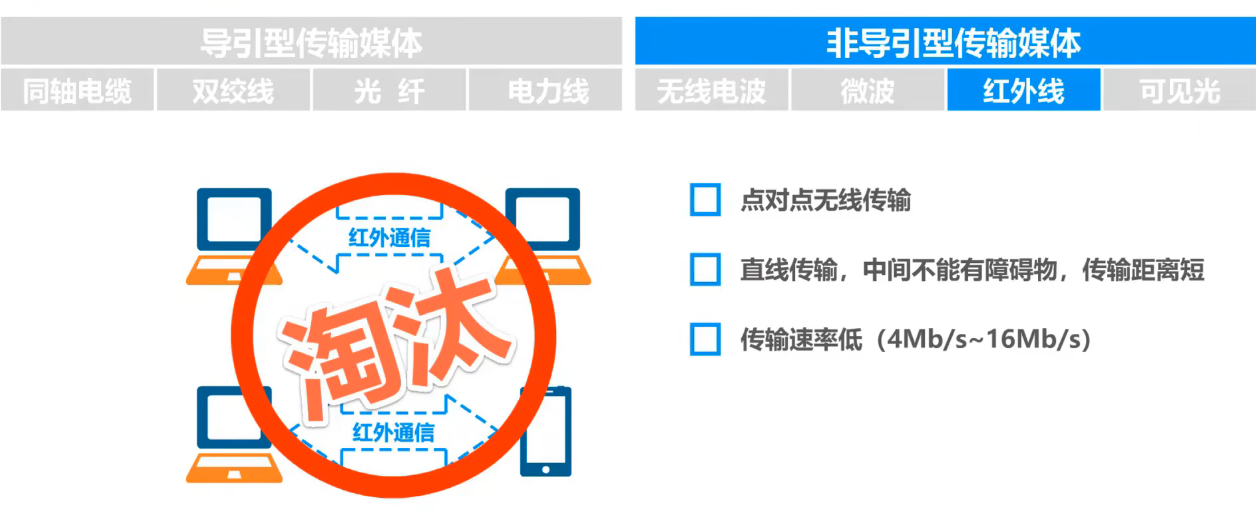 导引型传输媒体
非导引型传输媒体
同轴电缆
双绞线
光 纤
电力线
无线电波
微波
红外线
可见光
红外通信
淘汰
红外通信
点对点无线传输
直线传输，中间不能有障碍物，传输距离短
传输速率低（4Mb/s~16Mb/s)